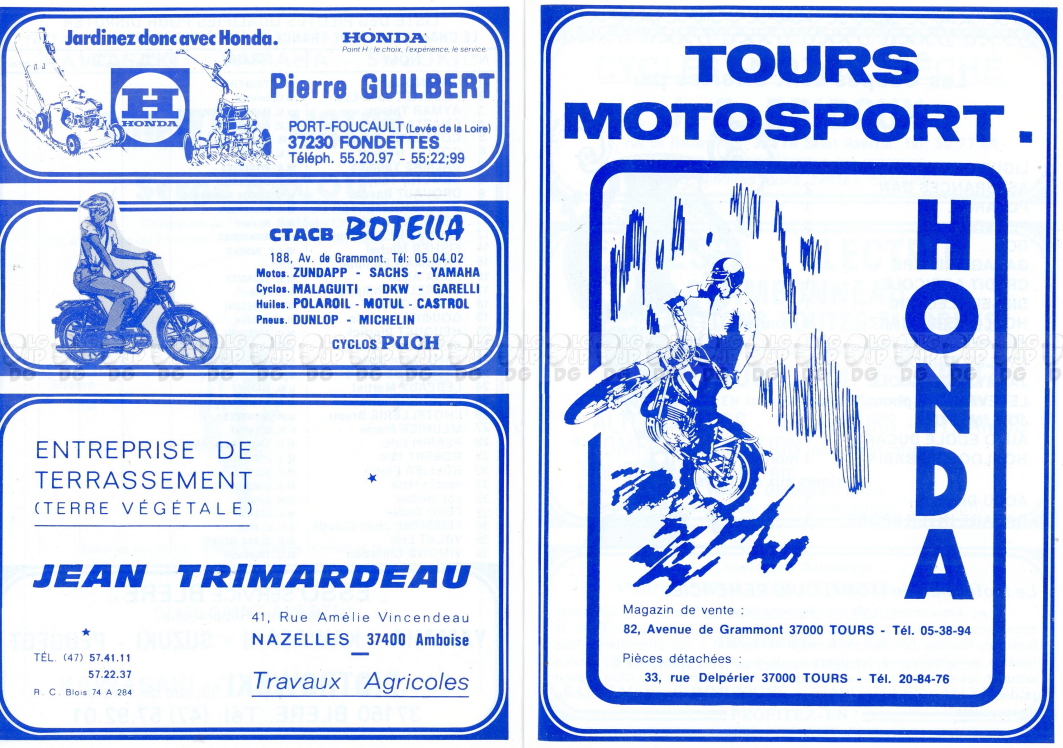 Jardinez donc avec Honda.
HONDA
Point H : le choix, l'expérience, le service.
H
HONDA
Pierre GUILBERT
PORT-FOUCAULT (Levée de la Loire)
37230 FONDETTES
Téléph. 55.20.97 - 55;22;99
CTACB BOTELLA
188, Av. de Grammont. Tél: 05.04.02
Motos. ZUNDAPP - SACHS - YAMAHA
Cyclos. MALAGUITI - DKW - GARELLI
Huiles. POLAROIL - MOTUL - CASTROL
Pneus. DUNLOP - MICHELIN
CYCLOS PUCH
ENTREPRISE DE
TERRASSEMENT
(TERRE VÉGÉTALE)
JEAN TRIMARDEAU
41, Rue Amélie Vincendeau
NAZELLES 37400 Amboise
TÉL. (47) 57.41.11
57.22.37
R. C. Blois 74 A 284
Travaux Agricoles
TOURS
MOTOSPORT.
HONDA
Magazin de vente :
82, Avenue de Grammont 37000 TOURS - Tél. 05-38-94
Pièces détachées :
33, rue Delpérier 37000 TOURS - Tél. 20-84-76